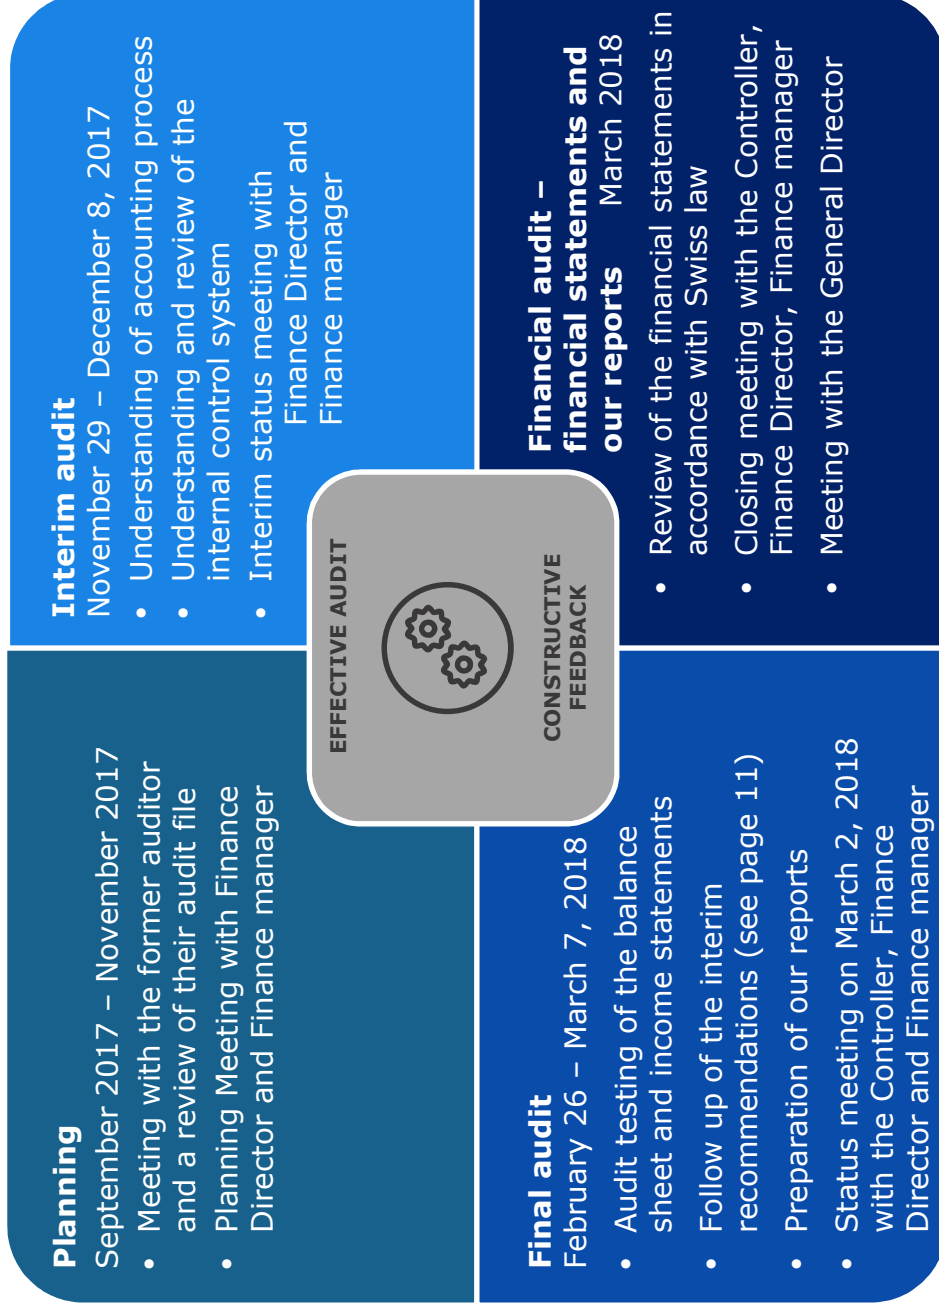 Planning
September 2017 – November 2017
• Meeting with the former auditor
and a review of their audit file
• Planning Meeting with Finance
Director and Finance manager
Interim audit
November 29 – December 8, 2017
• Understanding of accounting process
• Understanding and review of the
internal control system
• Interim status meeting with
Finance Director and
Finance manager
EFFECTIVE AUDIT
CONSTRUCTIVE
FEEDBACK
Final audit
February 26 – March 7, 2018
• Audit testing of the balance
sheet and income statements
• Follow up of the interim
recommendations (see page 11)
• Preparation of our reports
• Status meeting on March 2, 2018
with the Controller, Finance
Director and Finance manager
Financial audit –
financial statements and
our reports March 2018
• Review of the financial statements in
accordance with Swiss law
• Closing meeting with the Controller,
Finance Director, Finance manager
• Meeting with the General Director